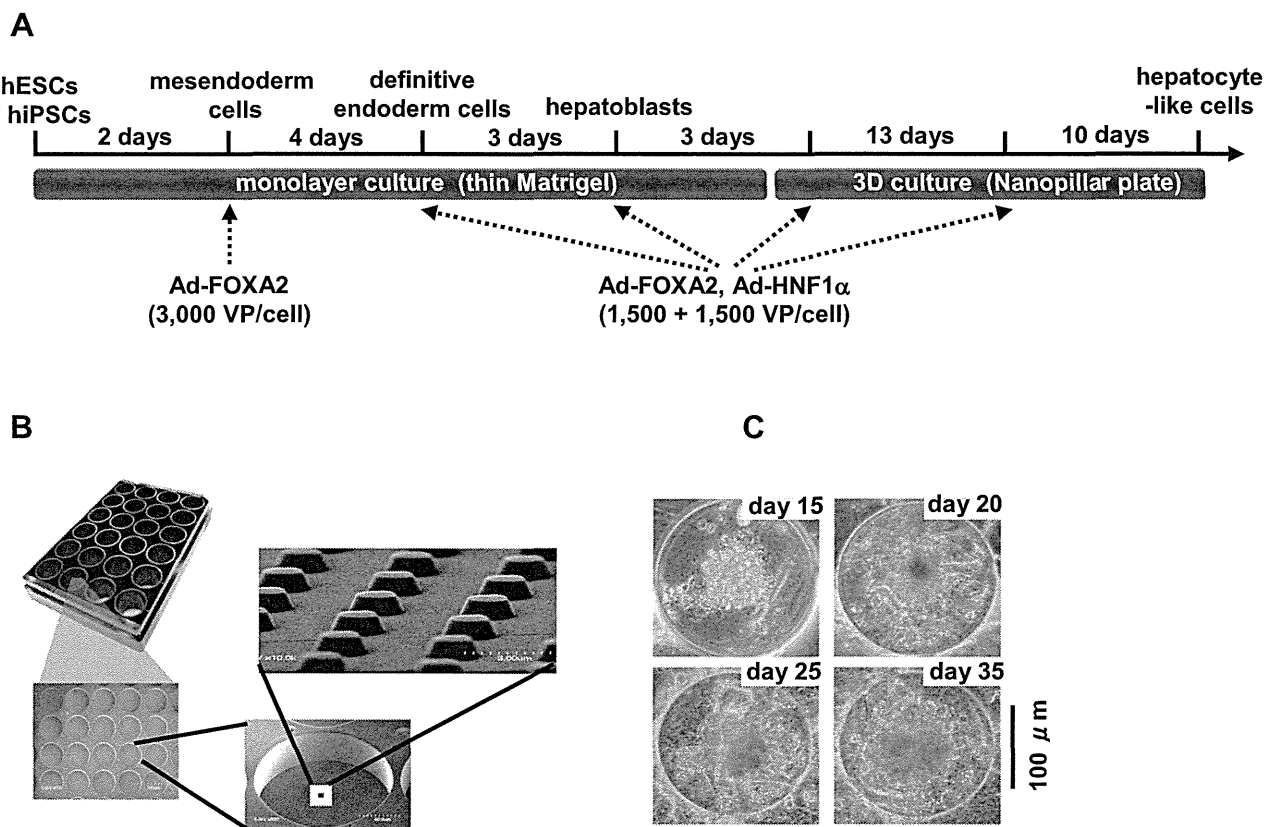 A
hESCs
hiPSCs
mesendoderm
cells
definitive
endoderm cells
hepatoblasts
hepatocyte
-like cells
2 days
4 days
3 days
3 days
13 days
10 days
monolayer culture (thin Matrigel)
3D culture (Nanopillar plate)
Ad-FOXA2
(3,000 VP/cell)
Ad-FOXA2, Ad-HNF1α
(1,500 + 1,500 VP/cell)
B
3.00um
C
day 15
day 20
day 25
day 35
100 μm